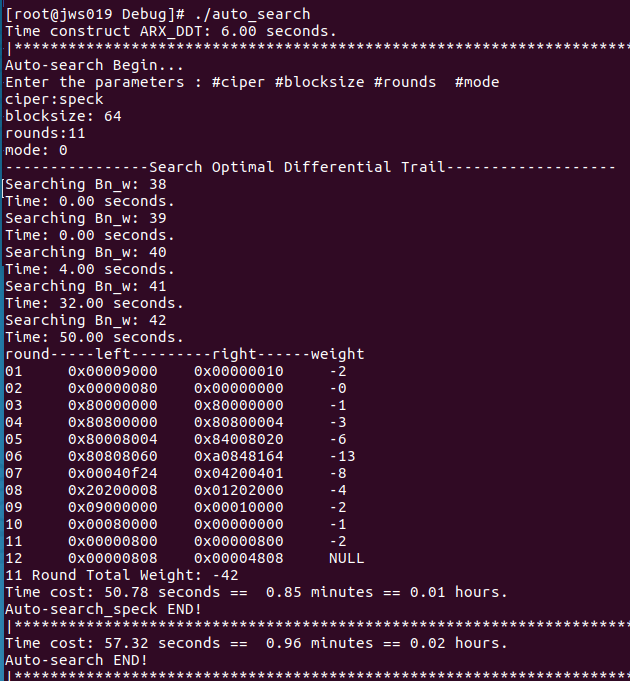 [root@jws019 Debug]# ./auto_search
Time construct ARX_DDT: 6.00 seconds.
|***************************************************************************
Auto-search Begin...
Enter the parameters : #ciper #blocksize #rounds  #mode
ciper:speck
blocksize: 64
rounds:11
mode: 0
----------------Search Optimal Differential Trail-------------------
Searching Bn_w: 38
Time: 0.00 seconds.
Searching Bn_w: 39
Time: 0.00 seconds.
Searching Bn_w: 40
Time: 4.00 seconds.
Searching Bn_w: 41
Time: 32.00 seconds.
Searching Bn_w: 42
Time: 50.00 seconds.
round-----left---------right------weight
01     0x00009000    0x00000010     -2
02     0x00000080    0x00000000     -0
03     0x80000000    0x80000000     -1
04     0x80800000    0x80800004     -3
05     0x80008004    0x84008020     -6
06     0x80808060    0xa0848164     -13
07     0x00040f24    0x04200401     -8
08     0x20200008    0x01202000     -4
09     0x09000000    0x00010000     -2
10     0x00080000    0x00000000     -1
11     0x00000800    0x00000800     -2
12     0x00000808    0x00004808     NULL
11 Round Total Weight: -42
Time cost: 50.78 seconds ==  0.85 minutes == 0.01 hours.
Auto-search_speck END!
|***************************************************************************
Time cost: 57.32 seconds ==  0.96 minutes == 0.02 hours.
Auto-search END!
|***************************************************************************